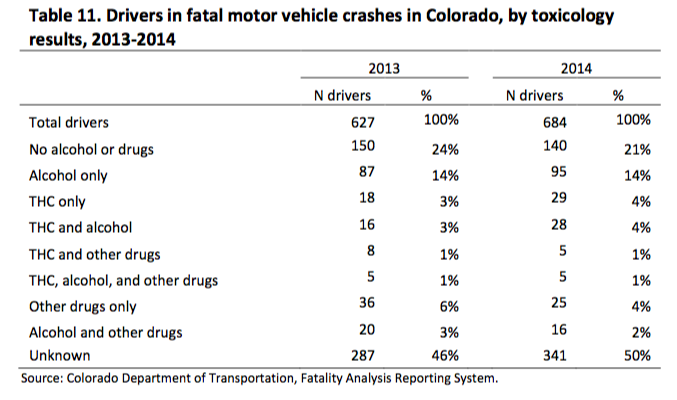 Table 11. Drivers in fatal motor vehicle crashes in Colorado, by toxicology
results, 2013-2014
2013 2014
N drivers % N drivers %
Total drivers 627 100% 684 100%
No alcohol or drugs 150 24% 140 21%
Alcohol only 87 14% 95 14%
THC only 18 3% 29 4%
THC and alcohol 16 3% 28 4%
THC and other drugs 8 1% 5 1%
THC, alcohol, and other drugs 5 1% 5 1%
Other drugs only 36 6% 25 4%
Alcohol and other drugs 20 3% 16 2%
Unknown 287 46% 341 50%
Source: Colorado Department of Transportation, Fatality Analysis Reporting System.